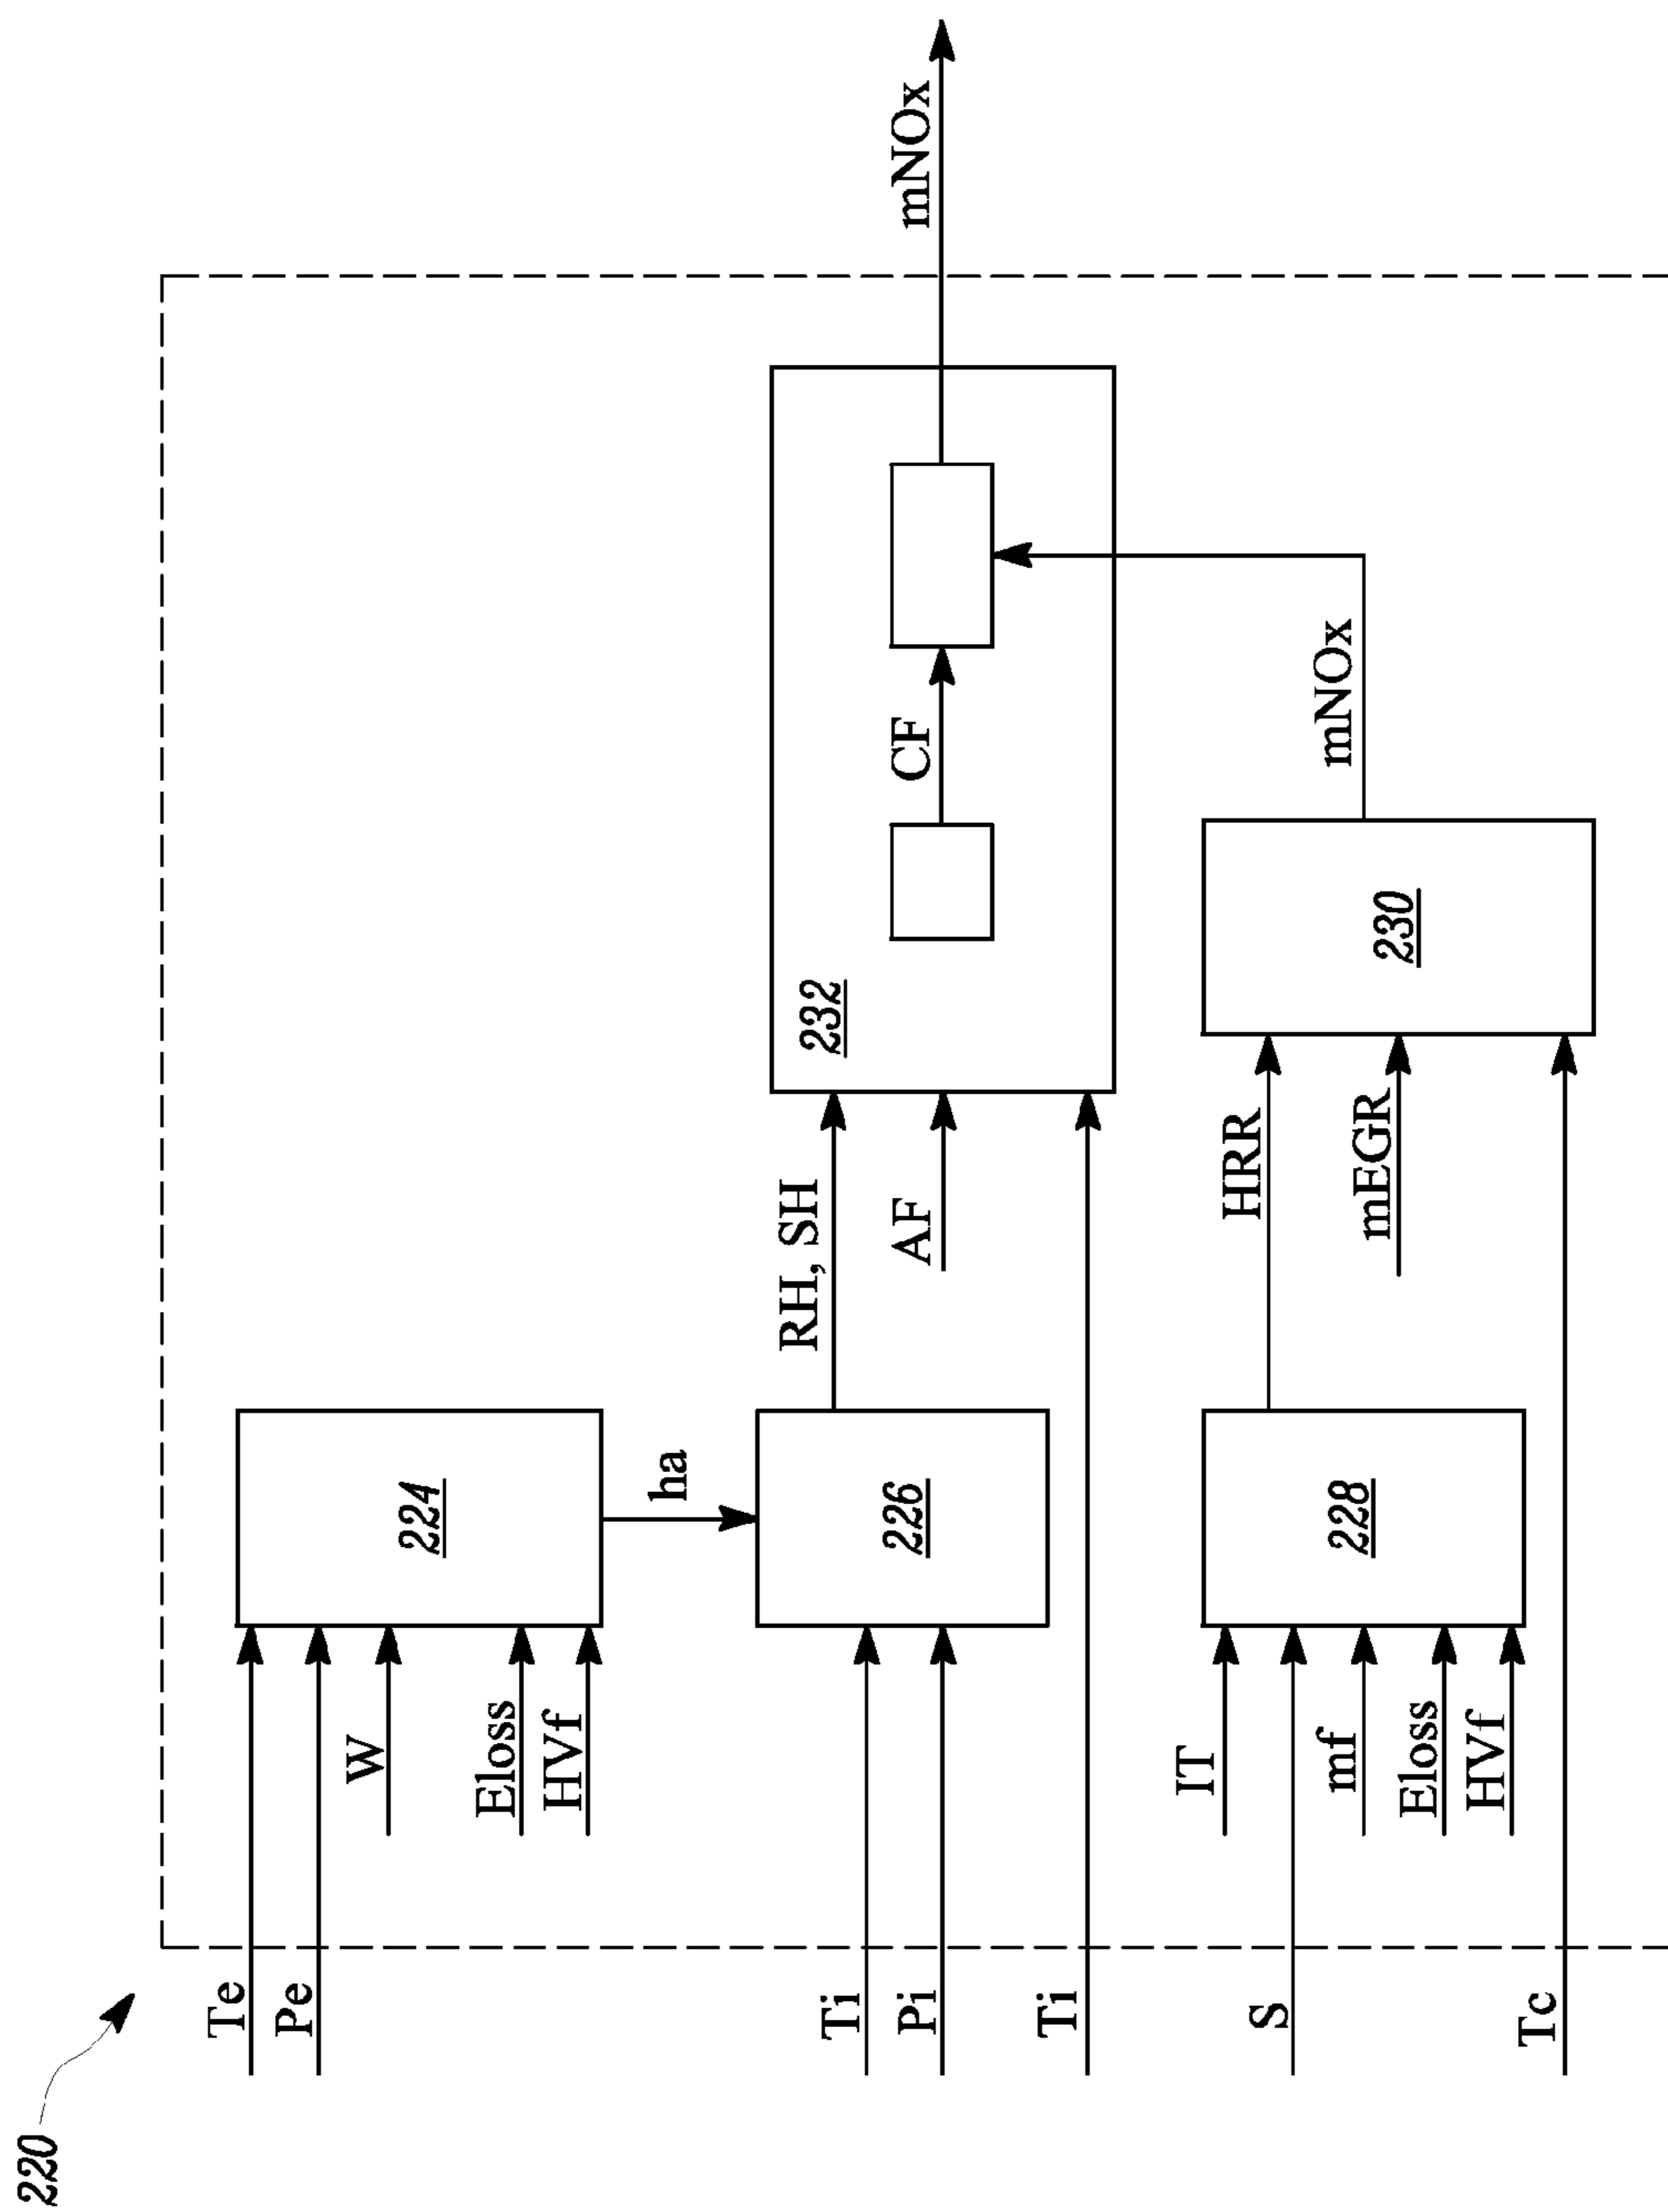 220
Te
Pe
W
Eloss
HVf
224
ha
Ti
Pi
226
RH, SH
AF
Ti
232
CF
mNOx
IT
S
mf
Eloss
HVf
228
HRR
mEGR
Tc
230
mNOx